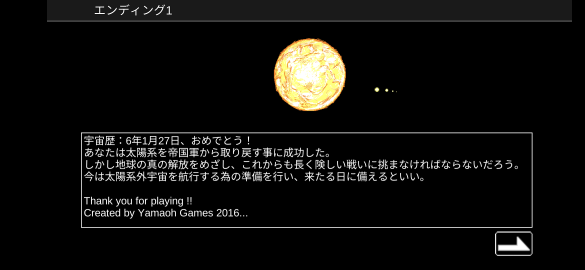 エンディング1
宇宙歴：6年1月27日、おめでとう！
あなたは太陽系を帝国軍から取り戻す事に成功した。
しかし地球の真の解放をめざし、これからも長く険しい戦いに挑まなければならないだろう。
今は太陽系外宇宙を航行する為の準備を行い、来たる日に備えるといい。
Thank you for playing !!
Created by Yamaoh Games 2016...